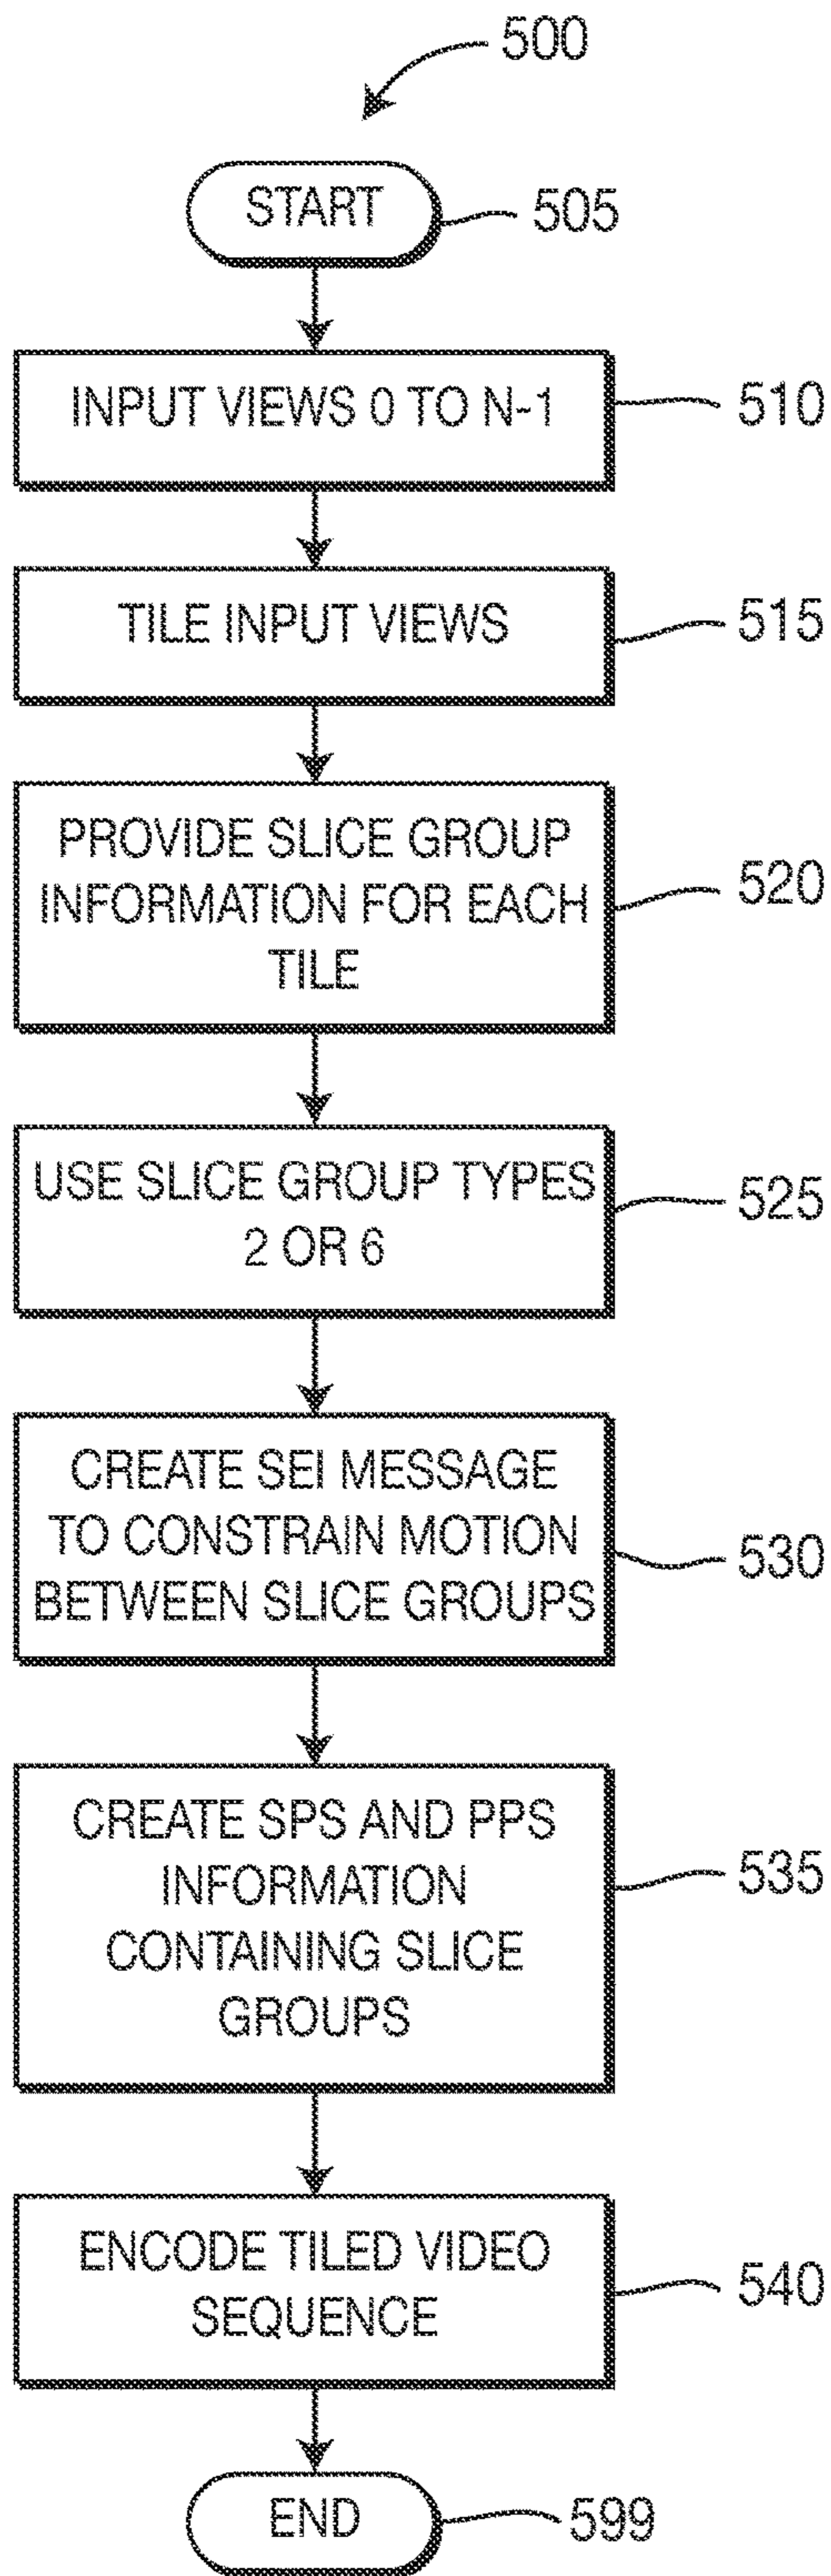 500
START
505
INPUT VIEWS 0 TO N-1
510
TILE INPUT VIEWS
515
PROVIDE SLICE GROUP
INFORMATION FOR EACH
TILE
520
USE SLICE GROUP TYPES
2 OR 6
525
CREATE SEI MESSAGE
TO CONSTRAIN MOTION
BETWEEN SLICE GROUPS
530
CREATE SPS AND PPS
INFORMATION
CONTAINING SLICE
GROUPS
535
ENCODE TILED VIDEO
SEQUENCE
540
END
599